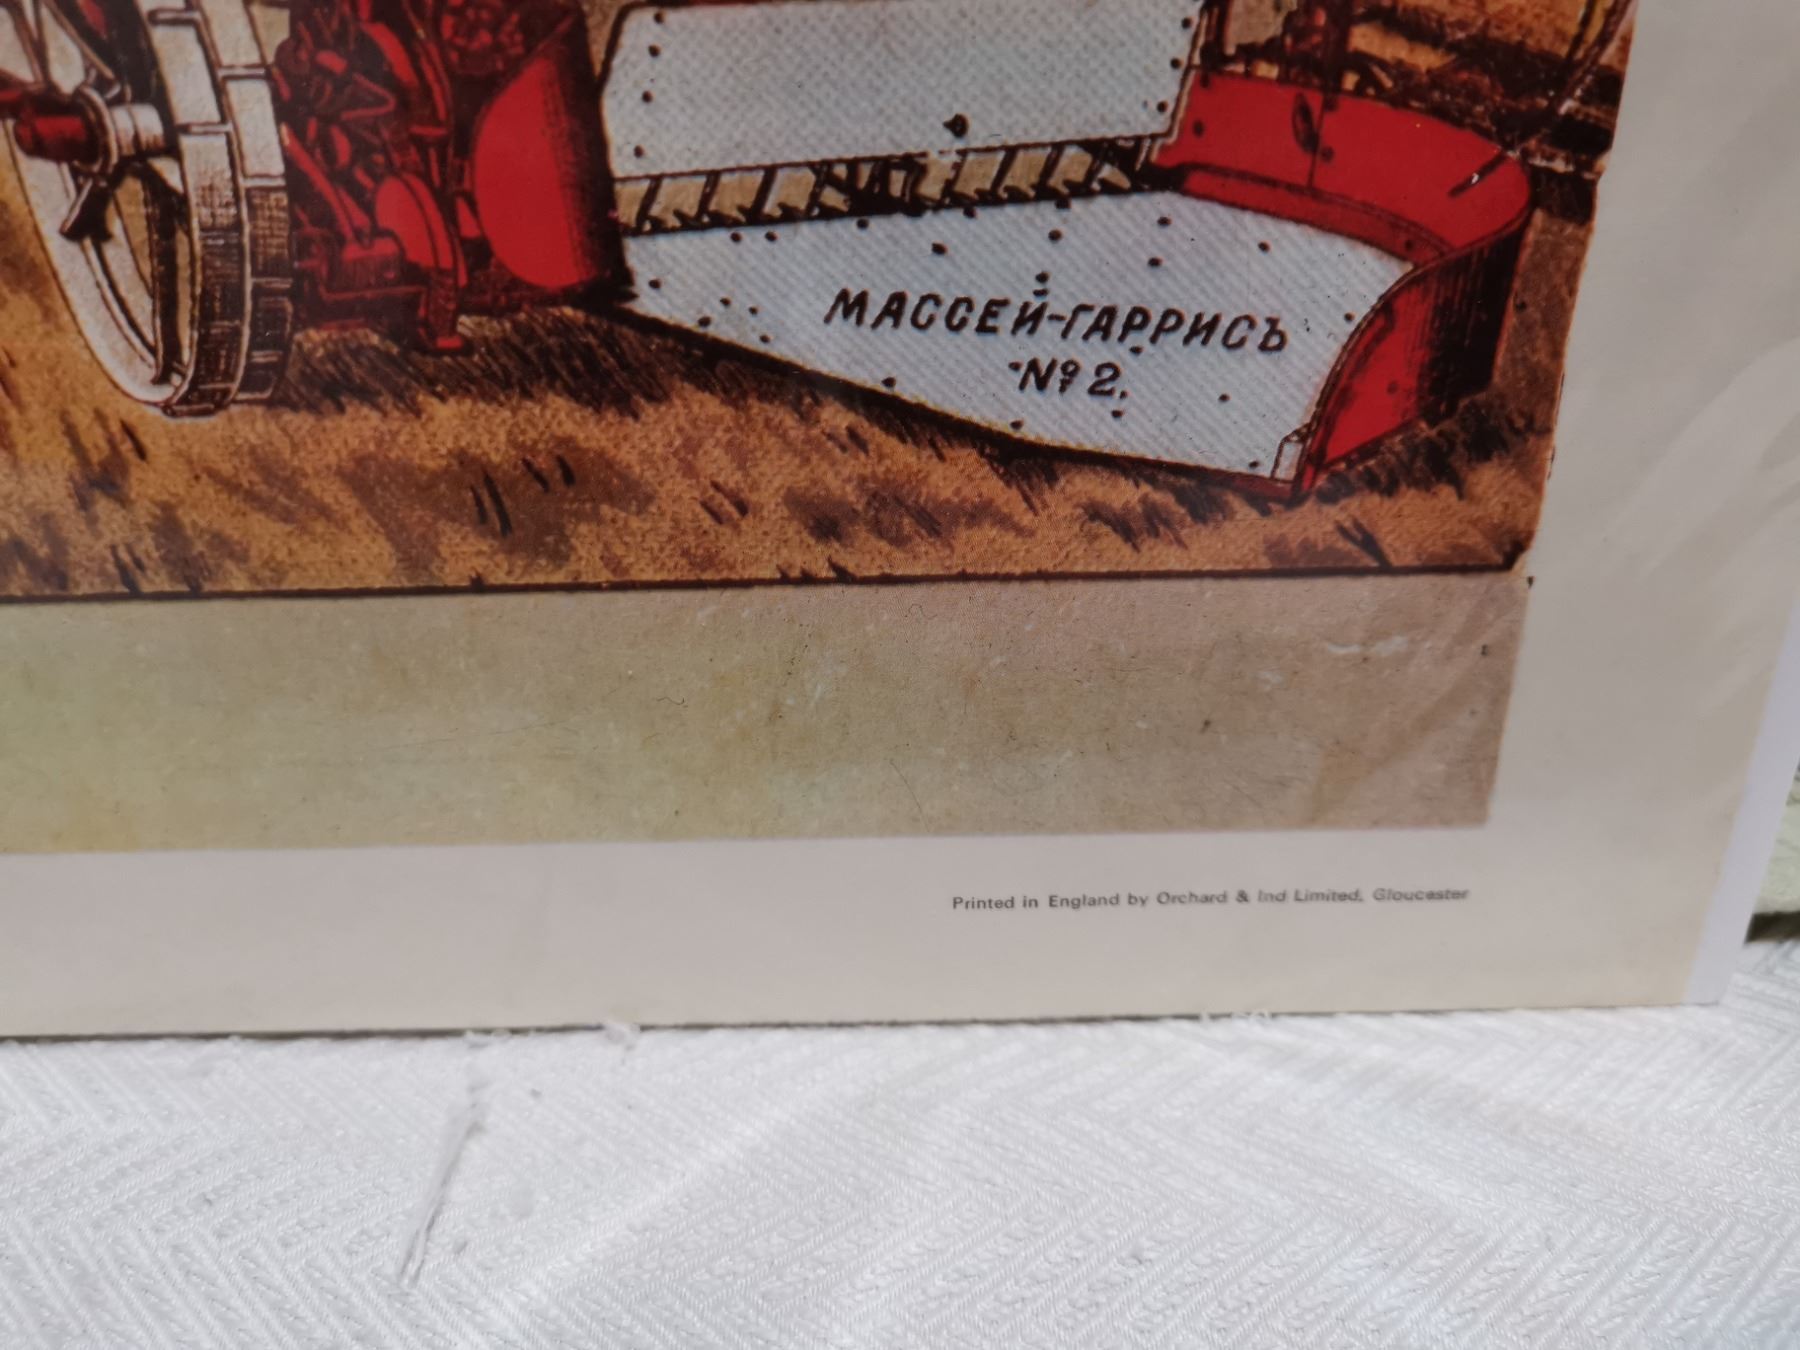 МАССЕЙ-ГАРРИСЪ
№ 2.
Printed in England by Orchard & Ind Limited, Gloucester